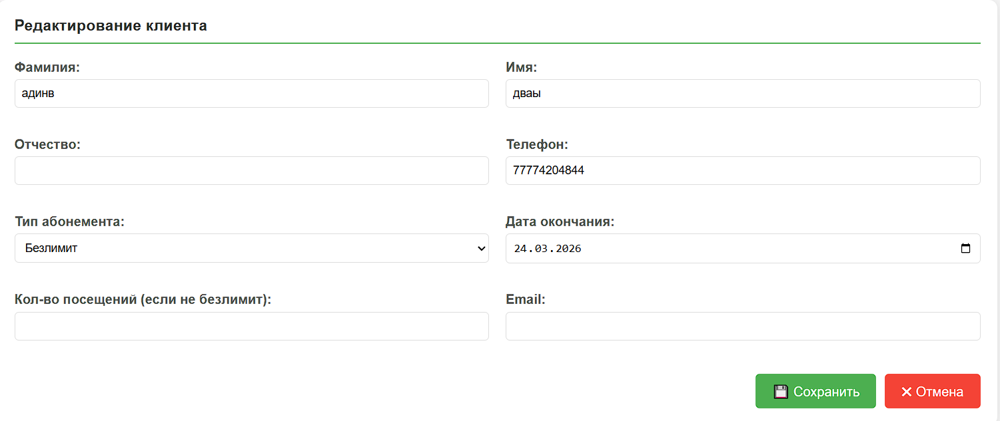 Редактирование клиента
Фамилия: Имя:
адинв дваы
Отчество: Телефон:
77774204844
Тип абонемента: Дата окончания:
Безлимит 24.03.2026
Кол-во посещений (если не безлимит): Email:
💾 Сохранить ✕ Отмена